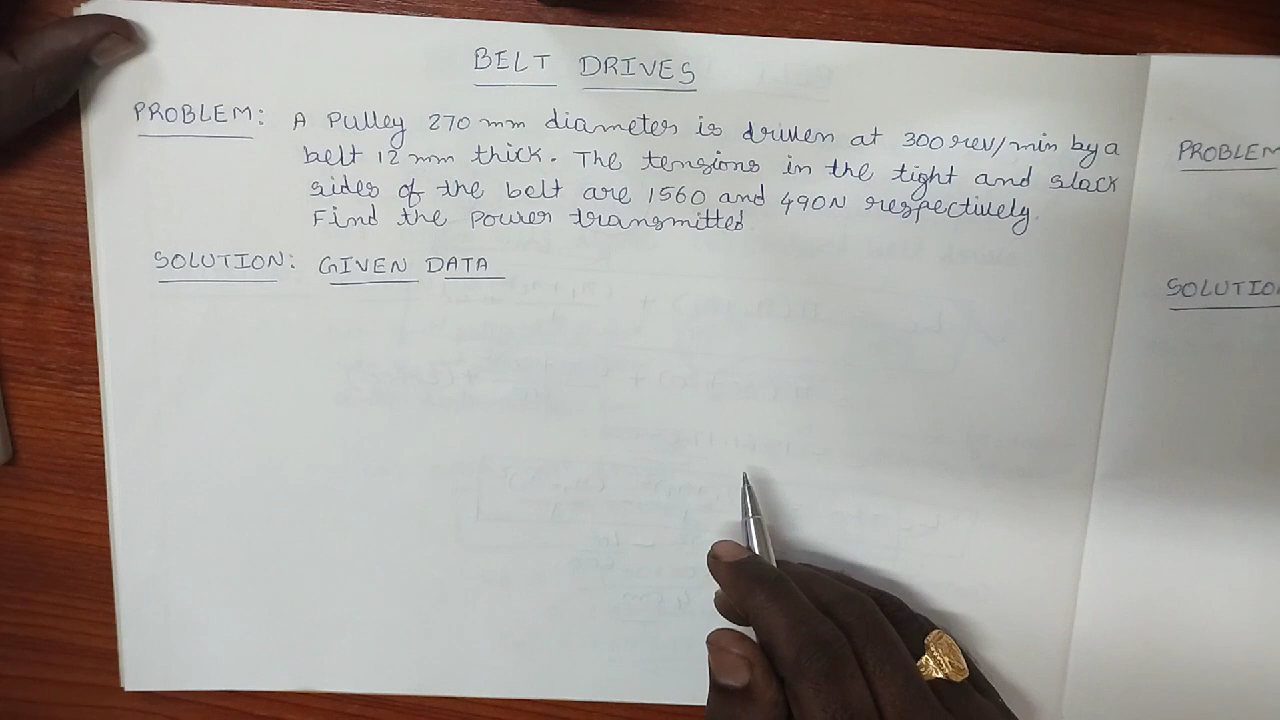 BELT DRIVES
PROBLEM: A Pulley 270 mm diameter is driven at 300 rev/min by a
belt 12 mm thick. The tensions in the tight and slack
sides of the belt are 1560 and 490N respectively.
Find the power transmitted
SOLUTION: GIVEN DATA
PROBLEM
SOLUTIO